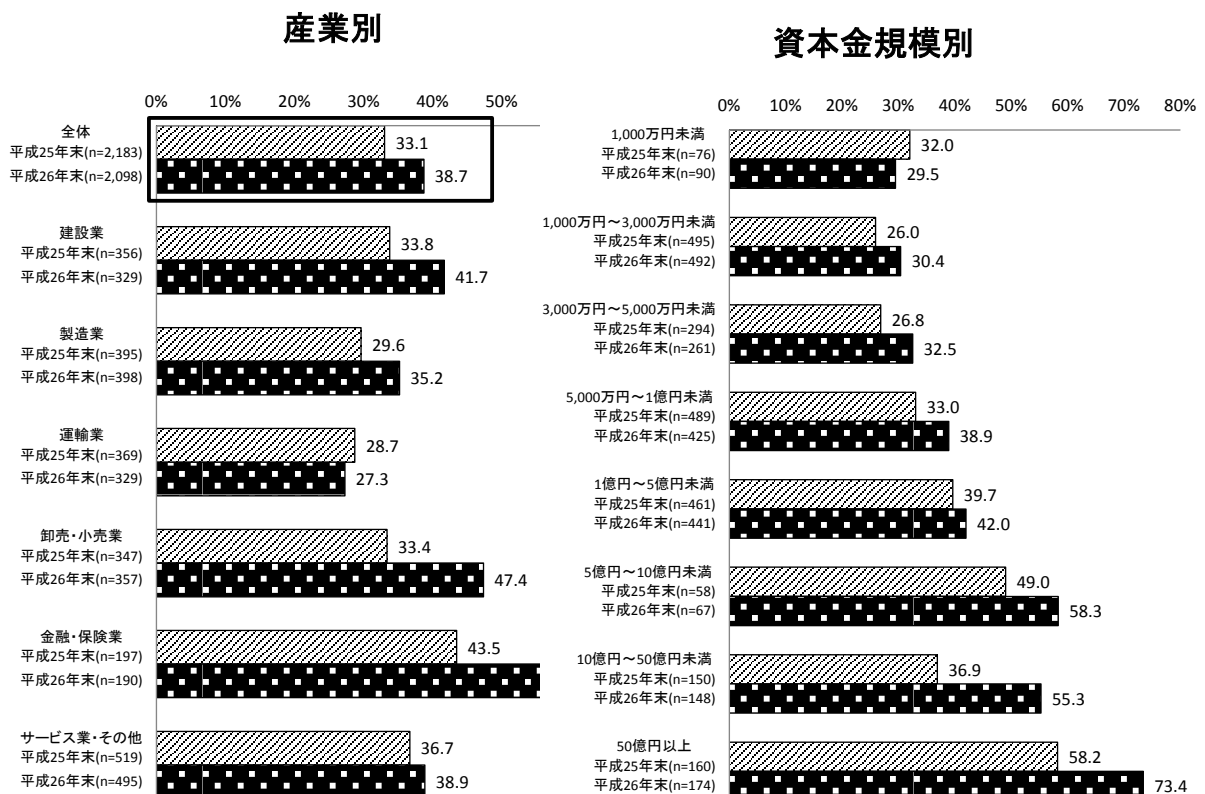 産業別
0% 10% 20% 30% 40% 50%
全体
平成25年末(n=2,183) 33.1
平成26年末(n=2,098) 38.7
建設業
平成25年末(n=356) 33.8
平成26年末(n=329) 41.7
製造業
平成25年末(n=395) 29.6
平成26年末(n=398) 35.2
運輸業
平成25年末(n=369) 28.7
平成26年末(n=329) 27.3
卸売・小売業
平成25年末(n=347) 33.4
平成26年末(n=357) 47.4
金融・保険業
平成25年末(n=197) 43.5
平成26年末(n=190)
サービス業・その他
平成25年末(n=519) 36.7
平成26年末(n=495) 38.9
資本金規模別
0% 10% 20% 30% 40% 50% 60% 70% 80%
1,000万円未満
平成25年末(n=76) 32.0
平成26年末(n=90) 29.5
1,000万円～3,000万円未満
平成25年末(n=495) 26.0
平成26年末(n=492) 30.4
3,000万円～5,000万円未満
平成25年末(n=294) 26.8
平成26年末(n=261) 32.5
5,000万円～1億円未満
平成25年末(n=489) 33.0
平成26年末(n=425) 38.9
1億円～5億円未満
平成25年末(n=461) 39.7
平成26年末(n=441) 42.0
5億円～10億円未満
平成25年末(n=58) 49.0
平成26年末(n=67) 58.3
10億円～50億円未満
平成25年末(n=150) 36.9
平成26年末(n=148) 55.3
50億円以上
平成25年末(n=160) 58.2
平成26年末(n=174) 73.4